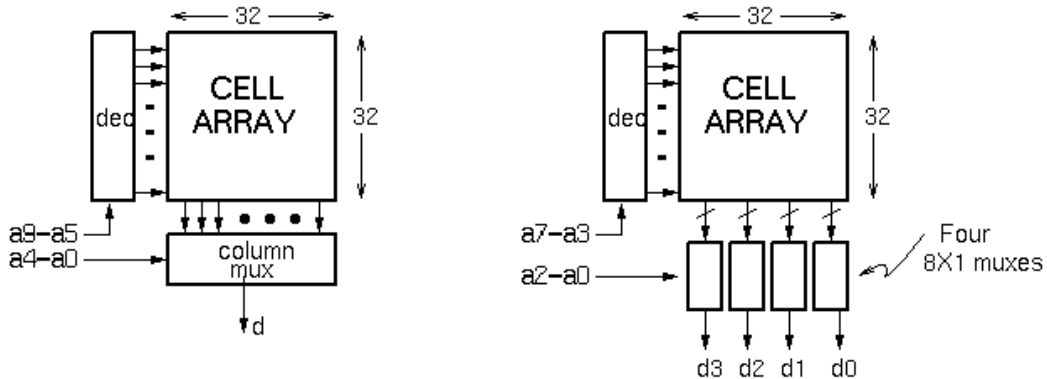 32
dec
CELL
ARRAY
32
a9-a5
a4-a0
column
mux
d
32
dec
CELL
ARRAY
32
a7-a3
a2-a0
Four
8X1 muxes
d3 d2 d1 d0